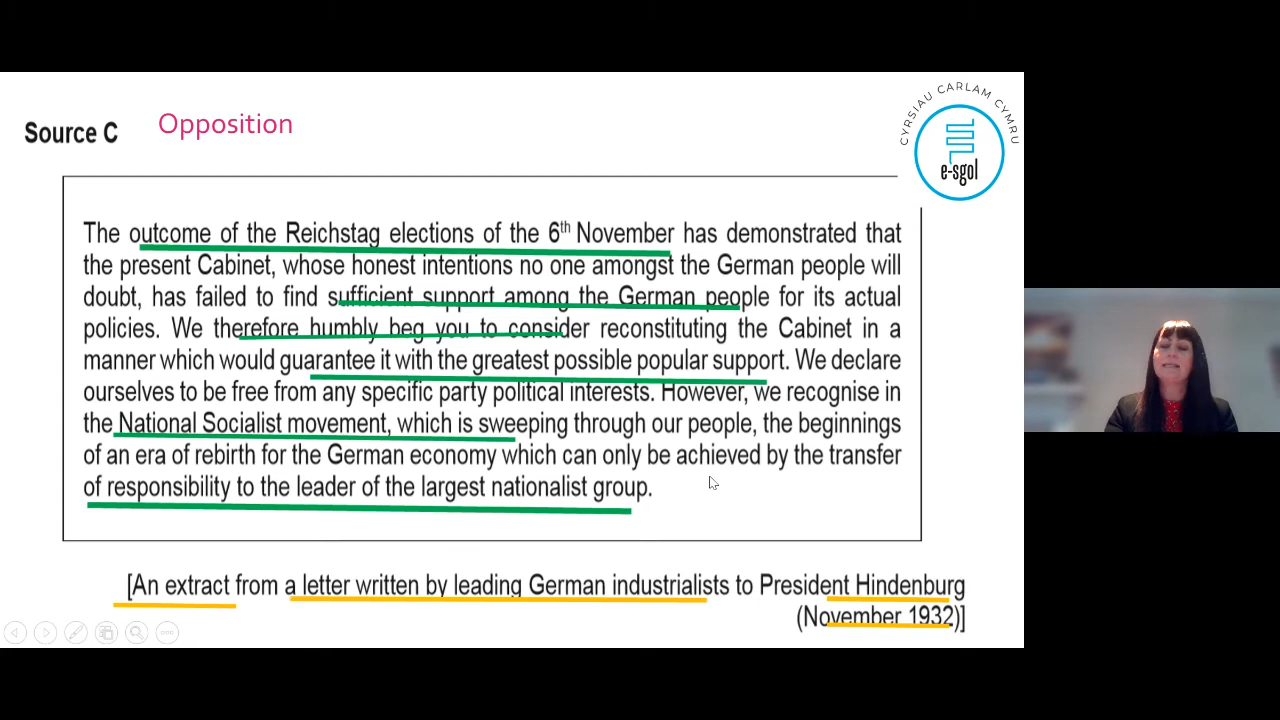 Source C
Opposition
CYRSIAU CARLAM CYMRU
e-sgol
The outcome of the Reichstag elections of the 6th November has demonstrated that
the present Cabinet, whose honest intentions no one amongst the German people will
doubt, has failed to find sufficient support among the German people for its actual
policies. We therefore humbly beg you to consider reconstituting the Cabinet in a
manner which would guarantee it with the greatest possible popular support. We declare
ourselves to be free from any specific party political interests. However, we recognise in
the National Socialist movement, which is sweeping through our people, the beginnings
of an era of rebirth for the German economy which can only be achieved by the transfer
of responsibility to the leader of the largest nationalist group.
[An extract from a letter written by leading German industrialists to President Hindenburg
(November 1932)]